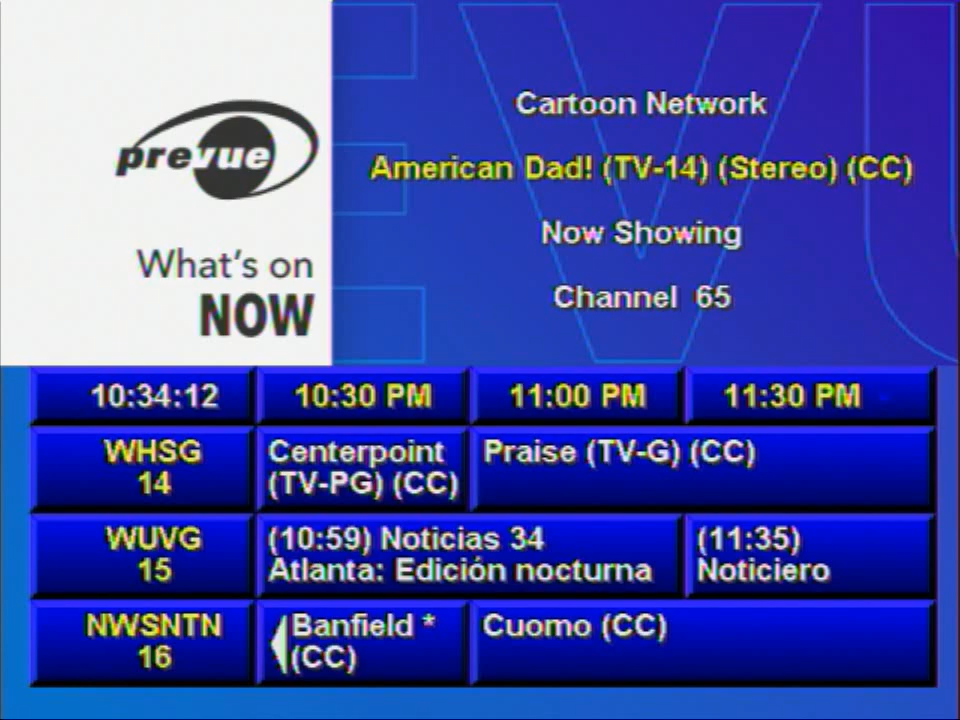 prevue
What's on
NOW
Cartoon Network
American Dad! (TV-14) (Stereo) (CC)
Now Showing
Channel 65
10:34:12 10:30 PM 11:00 PM 11:30 PM
WHSG
14
Centerpoint
(TV-PG) (CC)
Praise (TV-G) (CC)
WUVG
15
(10:59) Noticias 34
Atlanta: Edición nocturna
(11:35)
Noticiero
NWSNTN
16
Banfield *
(CC)
Cuomo (CC)